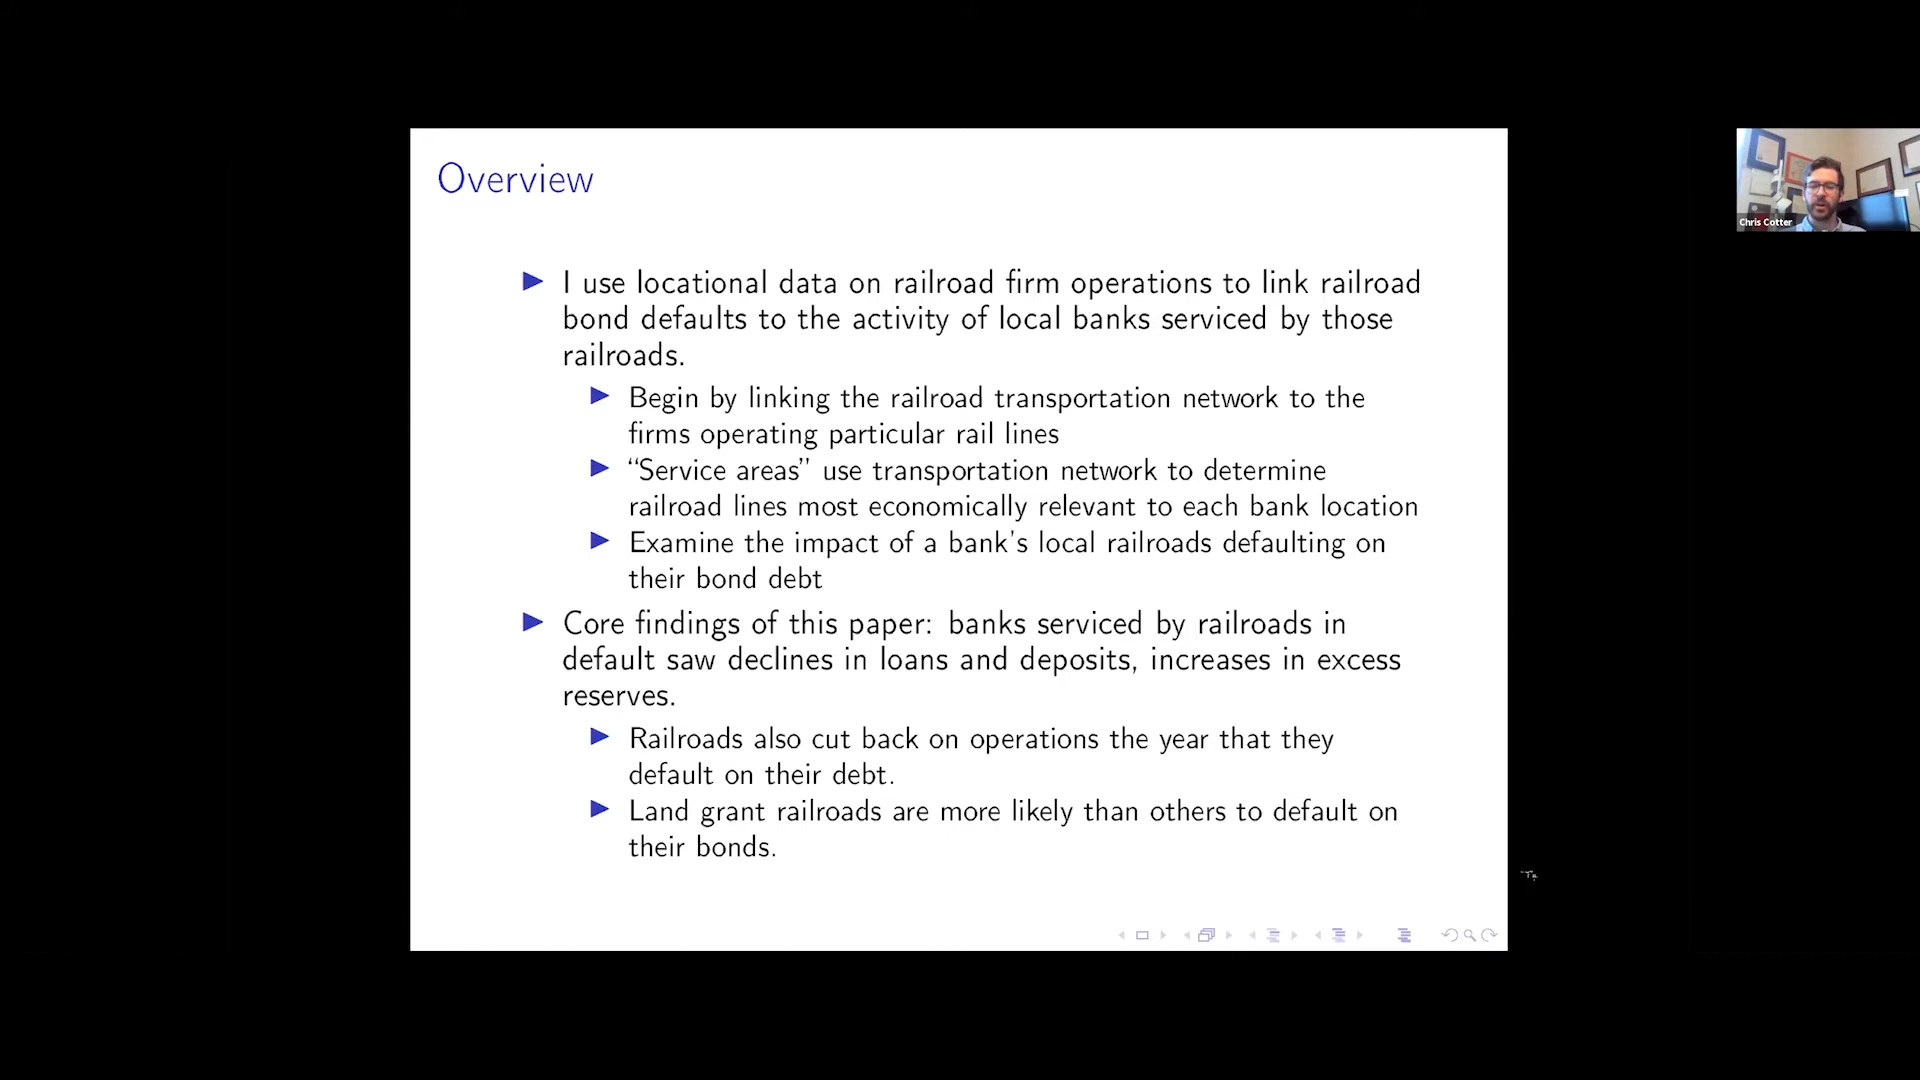 Overview
▶ I use locational data on railroad firm operations to link railroad
bond defaults to the activity of local banks serviced by those
railroads.
▶ Begin by linking the railroad transportation network to the
firms operating particular rail lines
▶ “Service areas” use transportation network to determine
railroad lines most economically relevant to each bank location
▶ Examine the impact of a bank’s local railroads defaulting on
their bond debt
▶ Core findings of this paper: banks serviced by railroads in
default saw declines in loans and deposits, increases in excess
reserves.
▶ Railroads also cut back on operations the year that they
default on their debt.
▶ Land grant railroads are more likely than others to default on
their bonds.
Chris Cotter